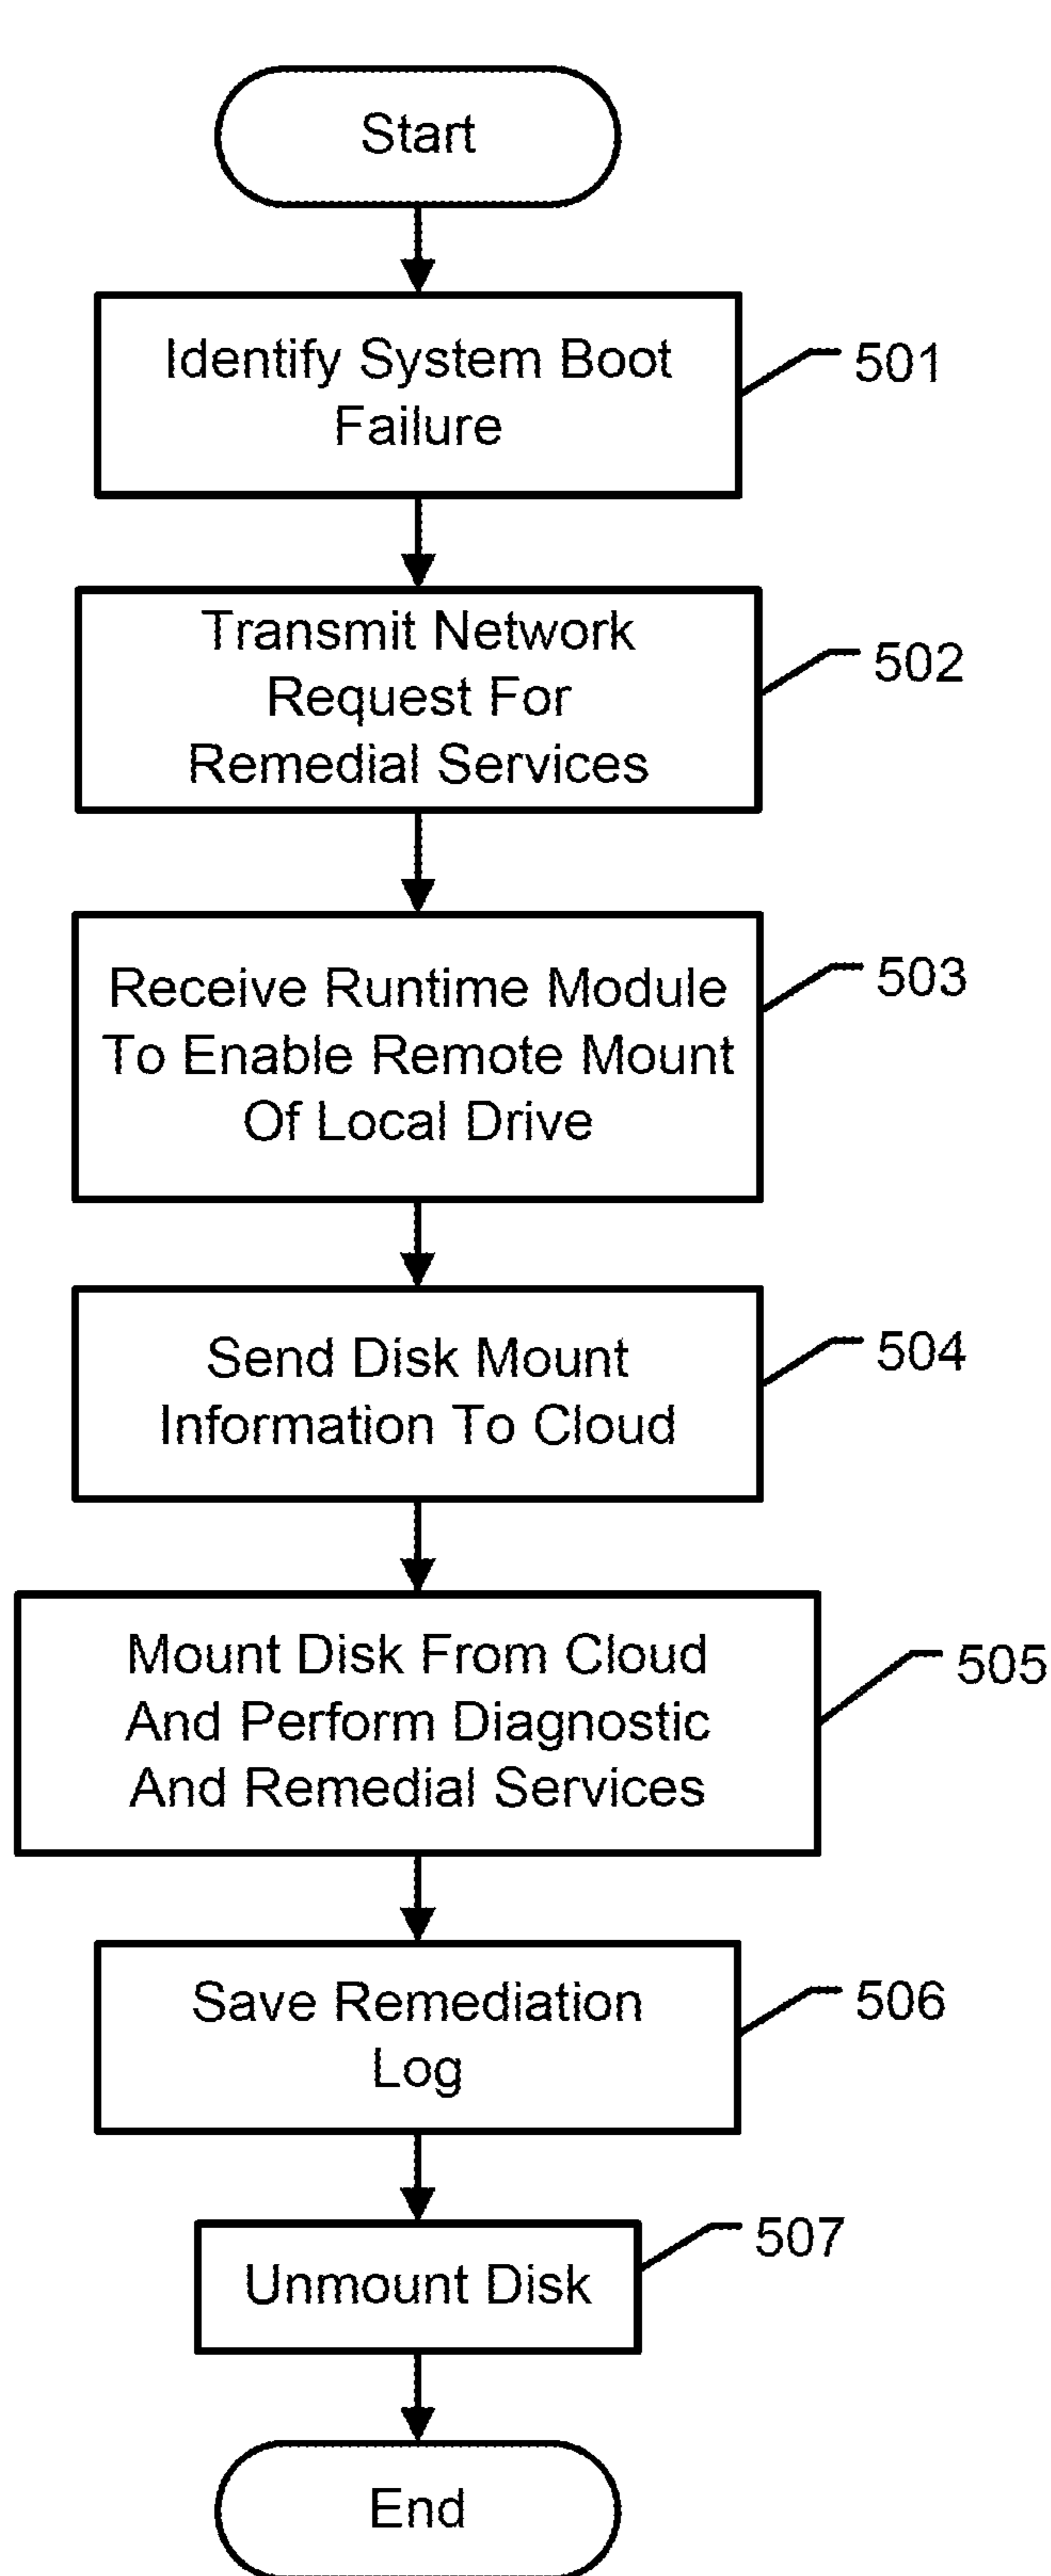 Start
Identify System Boot
Failure
501
Transmit Network
Request For
Remedial Services
502
Receive Runtime Module
To Enable Remote Mount
Of Local Drive
503
Send Disk Mount
Information To Cloud
504
Mount Disk From Cloud
And Perform Diagnostic
And Remedial Services
505
Save Remediation
Log
506
Unmount Disk
507
End